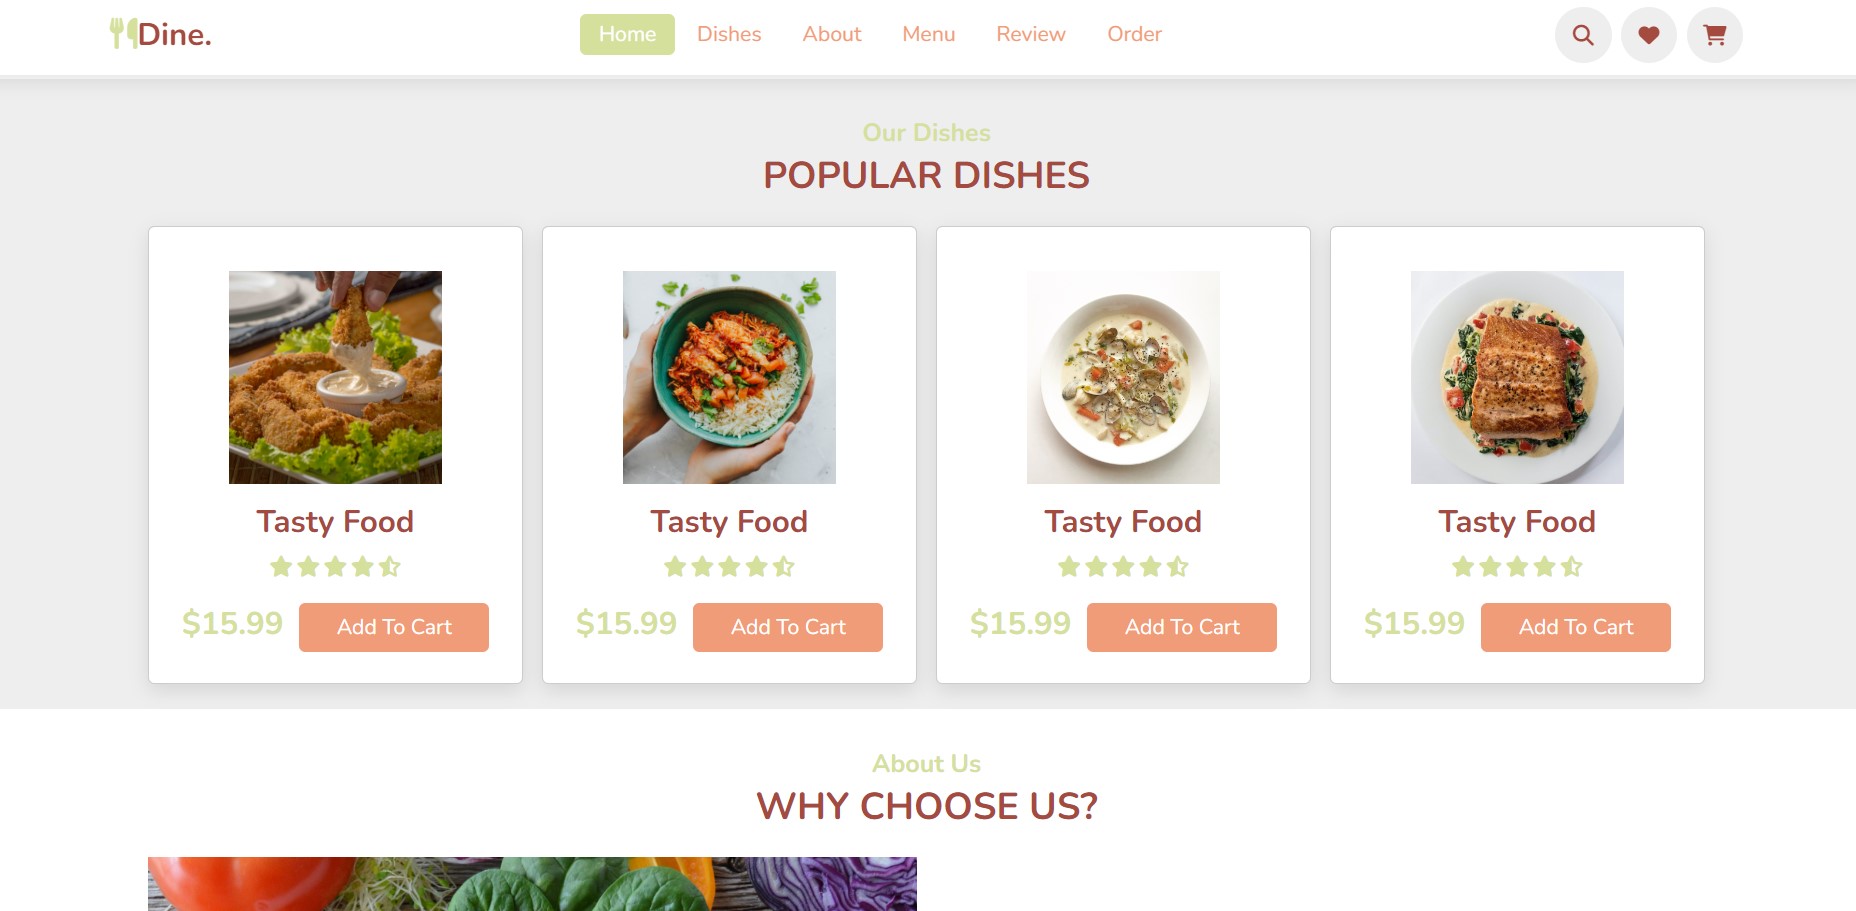 Dine.
Home Dishes About Menu Review Order
Our Dishes
POPULAR DISHES
Tasty Food
$15.99 Add To Cart
Tasty Food
$15.99 Add To Cart
Tasty Food
$15.99 Add To Cart
Tasty Food
$15.99 Add To Cart
About Us
WHY CHOOSE US?